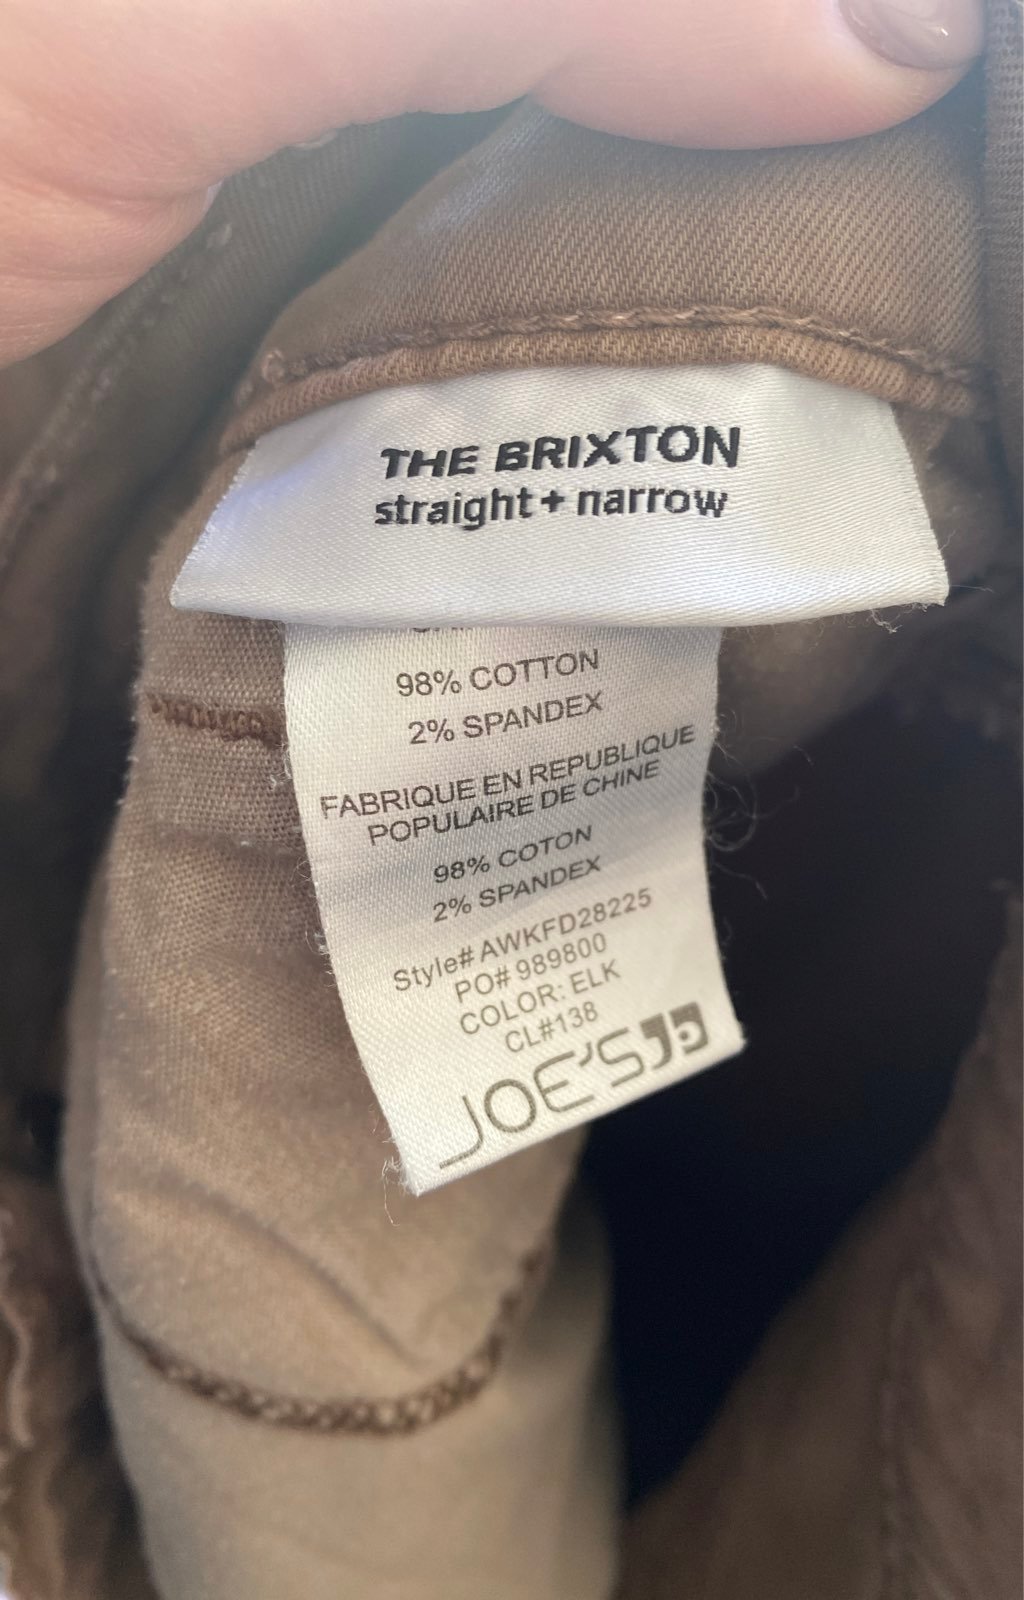 THE BRIXTON
straight + narrow
98% COTTON
2% SPANDEX
FABRIQUE EN REPUBLIQUE
POPULAIRE DE CHINE
98% COTON
2% SPANDEX
Style# AWKFD28225
PO# 989800
COLOR: ELK
CL#138
JOE'S